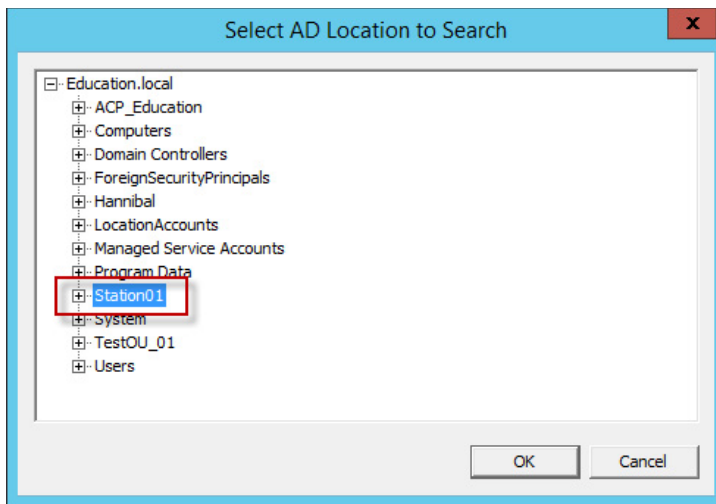 Select AD Location to Search
x
Education.local
ACP_Education
Computers
Domain Controllers
ForeignSecurityPrincipals
Hannibal
LocationAccounts
Managed Service Accounts
Program Data
Station01
System
TestOU_01
Users
OK Cancel